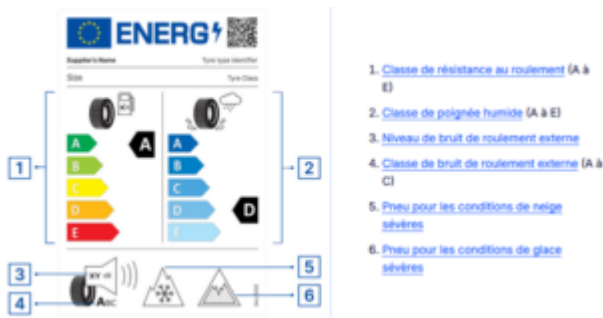 ENERG
Supplier's Name
Tyre type identifier
Size
Tyre Class
A
B
C
D
E
A
A
B
C
D
E
D
1
2
3
4
5
6
XY dB
ABC
1. Classe de résistance au roulement (A à
E)
2. Classe de poignée humide (A à E)
3. Niveau de bruit de roulement externe
4. Classe de bruit de roulement externe (A à
C)
5. Pneu pour les conditions de neige
sévères
6. Pneu pour les conditions de glace
sévères